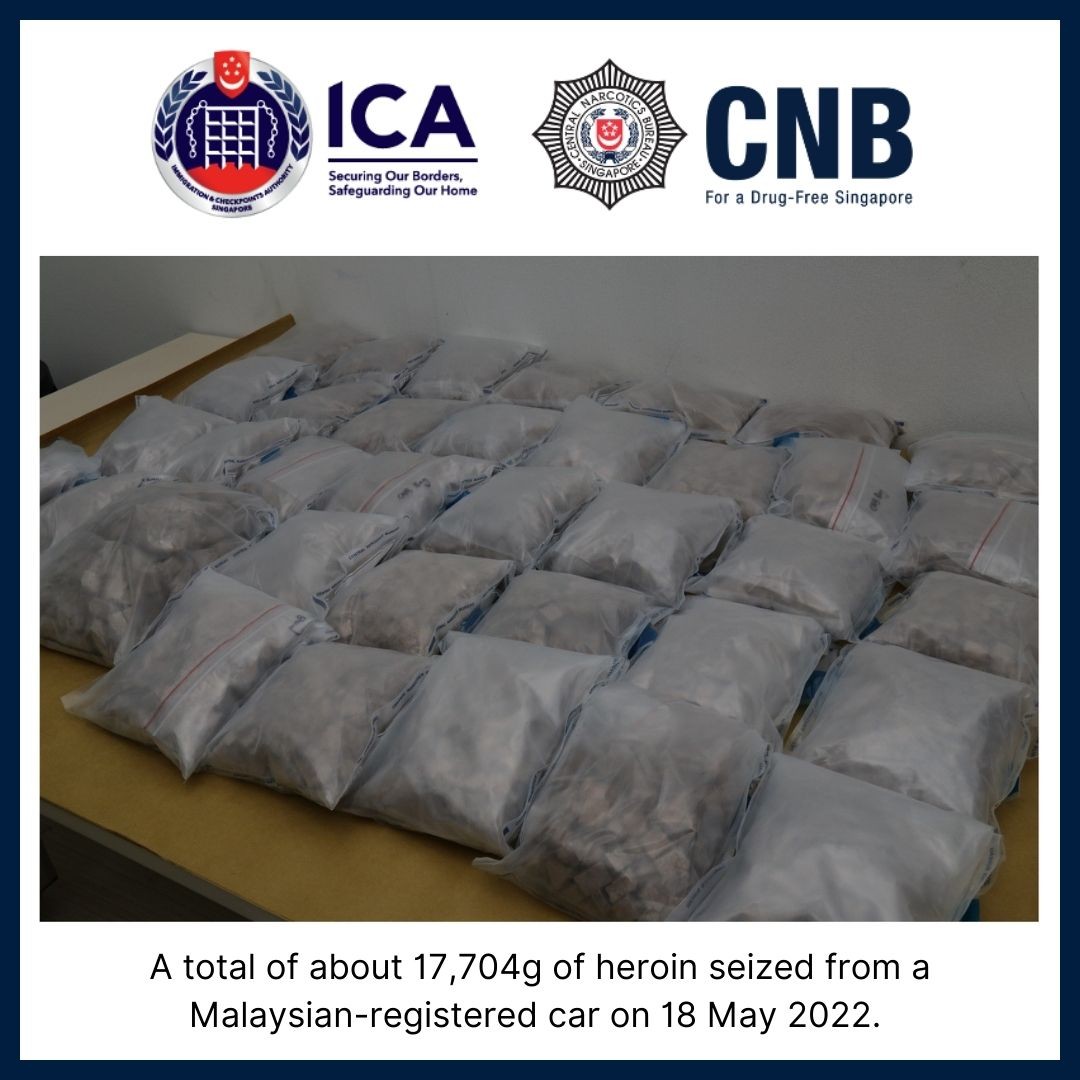 IMMIGRATION & CHECKPOINTS AUTHORITY
SINGAPORE
ICA
Securing Our Borders,
Safeguarding Our Home
CENTRAL NARCOTICS BUREAU
SINGAPORE
CNB
For a Drug-Free Singapore
A total of about 17,704g of heroin seized from a
Malaysian-registered car on 18 May 2022.